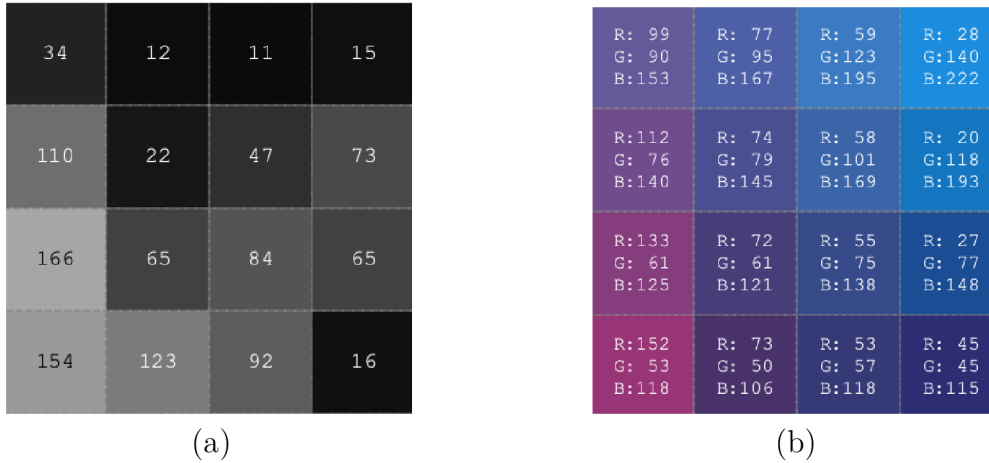 34 12 11 15
110 22 47 73
166 65 84 65
154 123 92 16
(a)
R: 99 R: 77 R: 59 R: 28
G: 90 G: 95 G:123 G:140
B:153 B:167 B:195 B:222
R:112 R: 74 R: 58 R: 20
G: 76 G: 79 G:101 G:118
B:140 B:145 B:169 B:193
R:133 R: 72 R: 55 R: 27
G: 61 G: 61 G: 75 G: 77
B:125 B:121 B:138 B:148
R:152 R: 73 R: 53 R: 45
G: 53 G: 50 G: 57 G: 45
B:118 B:106 B:118 B:115
(b)